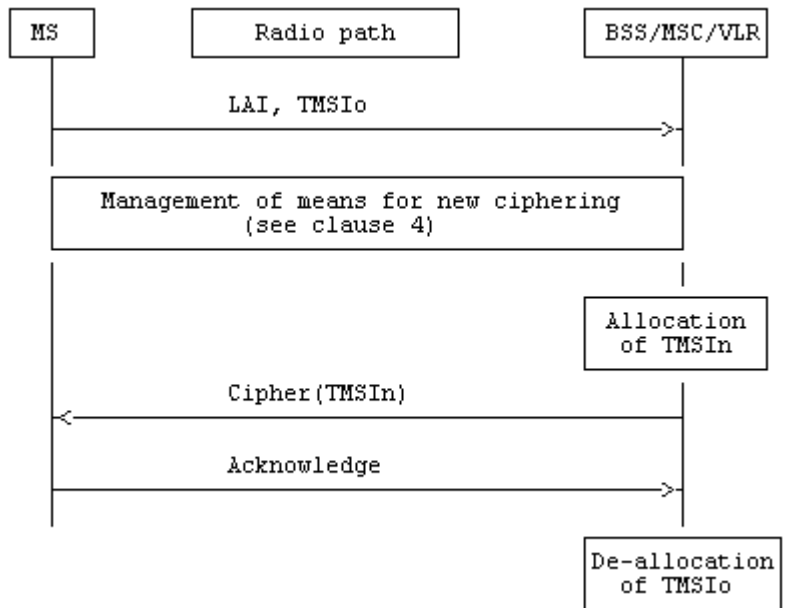 MS
Radio path
BSS/MSC/VLR
LAI, TMSIo
Management of means for new ciphering
(see clause 4)
Allocation
of TMSIn
Cipher(TMSIn)
Acknowledge
De-allocation
of TMSIo